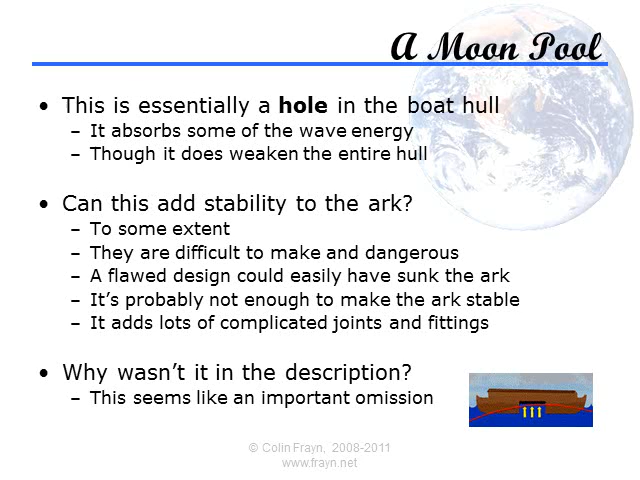 A Moon Pool
• This is essentially a hole in the boat hull
– It absorbs some of the wave energy
– Though it does weaken the entire hull
• Can this add stability to the ark?
– To some extent
– They are difficult to make and dangerous
– A flawed design could easily have sunk the ark
– It's probably not enough to make the ark stable
– It adds lots of complicated joints and fittings
• Why wasn't it in the description?
– This seems like an important omission
© Colin Frayn, 2008-2011
www.frayn.net